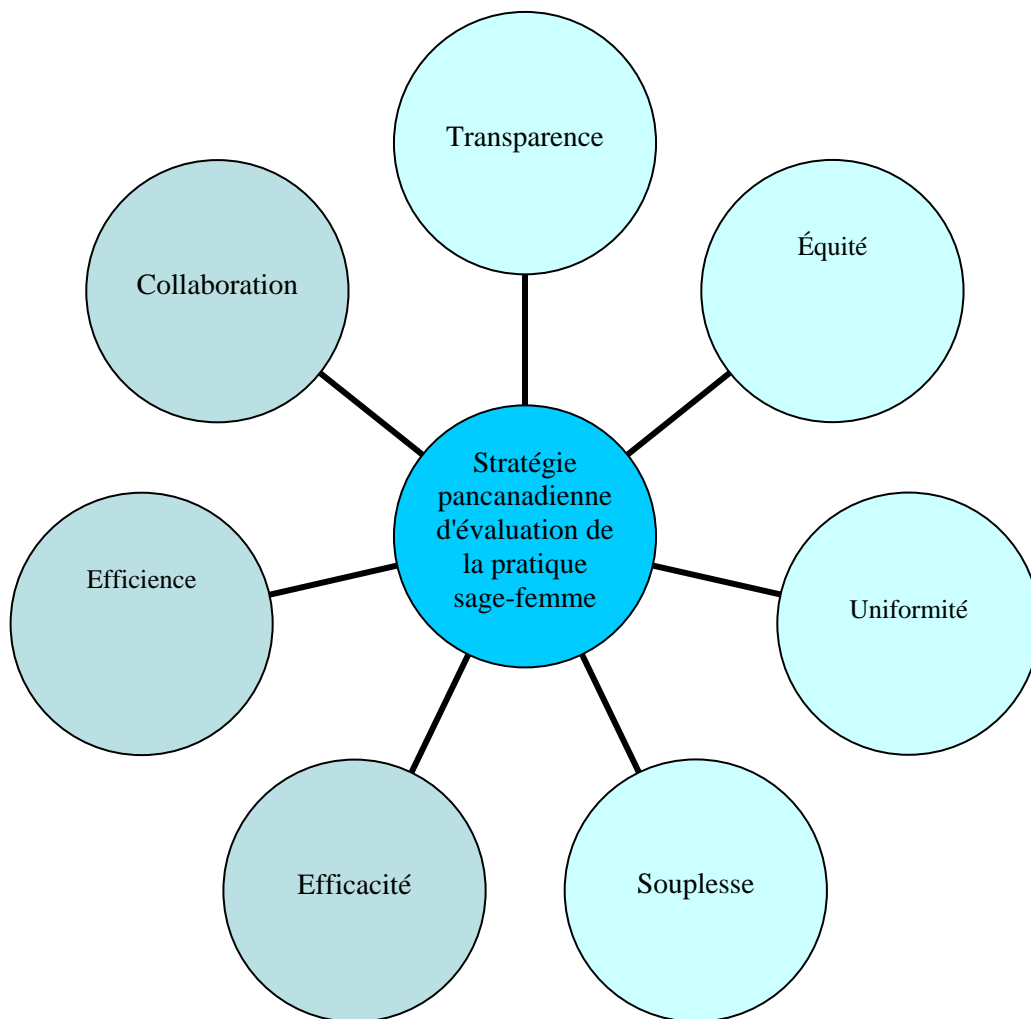 Transparence
Équité
Collaboration
Stratégie
pancanadienne
d'évaluation de
la pratique
sage-femme
Efficience
Uniformité
Efficacité
Souplesse